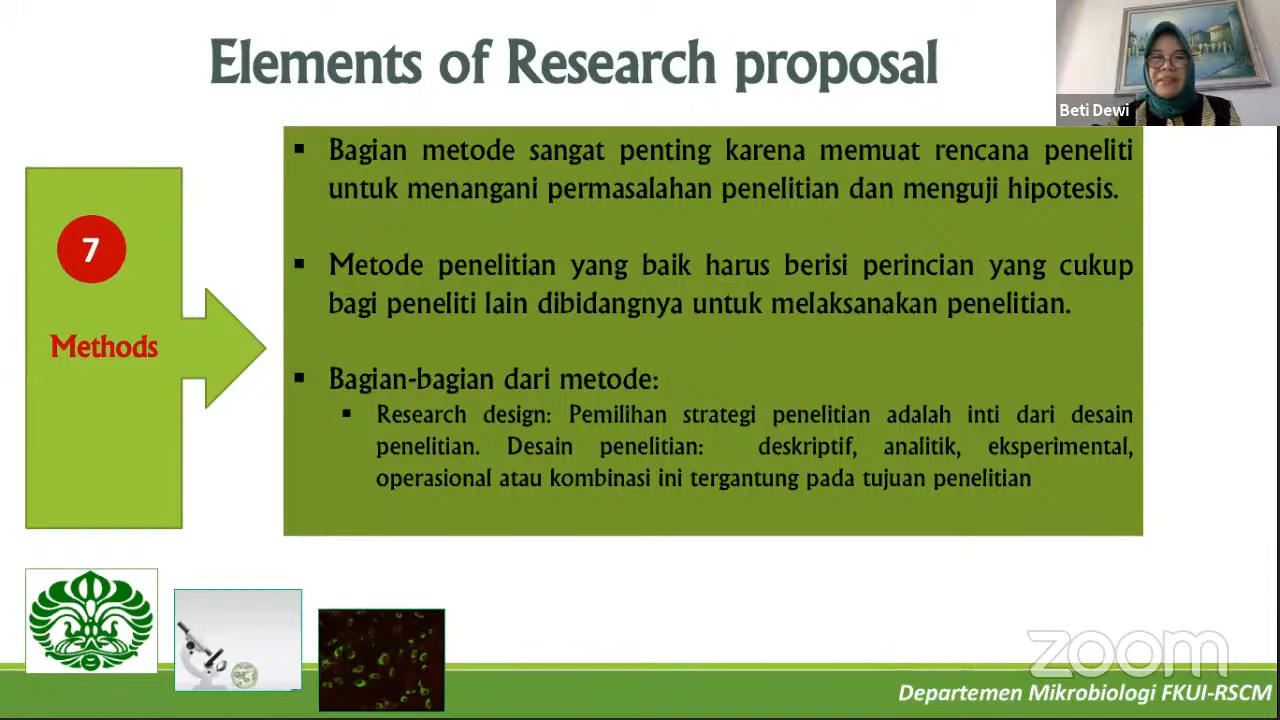 Elements of Research proposal
Beti Dewi
▪ Bagian metode sangat penting karena memuat rencana peneliti
untuk menangani permasalahan penelitian dan menguji hipotesis.
▪ Metode penelitian yang baik harus berisi perincian yang cukup
bagi peneliti lain dibidangnya untuk melaksanakan penelitian.
▪ Bagian-bagian dari metode:
▪ Research design: Pemilihan strategi penelitian adalah inti dari desain
penelitian. Desain penelitian: deskriptif, analitik, eksperimental,
operasional atau kombinasi ini tergantung pada tujuan penelitian
7
Methods
zoom
Departemen Mikrobiologi FKUI-RSCM